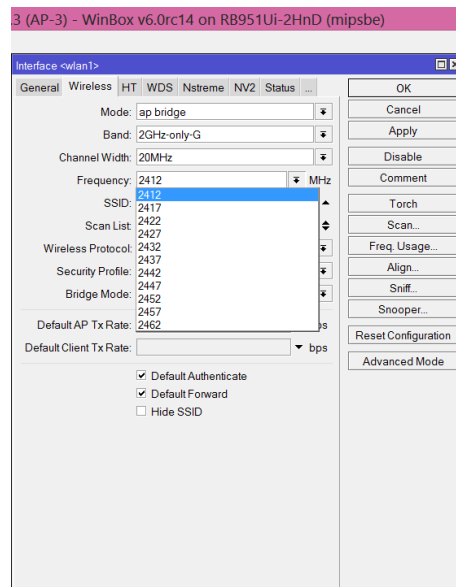 .3 (AP-3) - WinBox v6.0rc14 on RB951Ui-2HnD (mipsbe)
Interface <wlan1>
General Wireless HT WDS Nstreme NV2 Status ...
OK
Mode: ap bridge
Cancel
Band: 2GHz-only-G
Apply
Channel Width: 20MHz
Disable
Frequency: 2412 MHz
Comment
2412
SSID:
Torch
2417
2422
Scan List:
Scan...
2427
Wireless Protocol:
2432
Freq. Usage...
2437
Security Profile:
2442
Align...
2447
Bridge Mode:
2452
Sniff...
2457
Snooper...
Default AP Tx Rate:
2462
Reset Configuration
Default Client Tx Rate: bps
Advanced Mode
Default Authenticate
Default Forward
Hide SSID